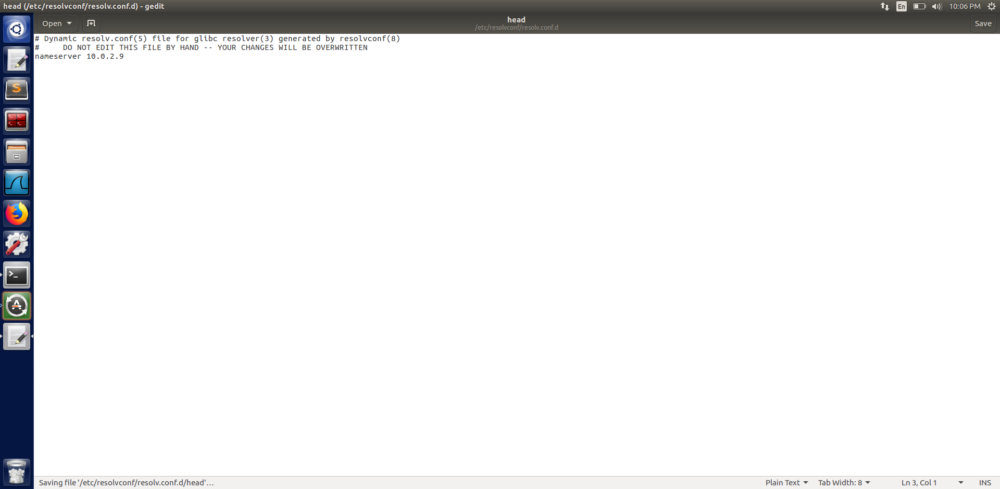 head (/etc/resolvconf/resolv.conf.d) - gedit
En
10:06 PM
Open
head
/etc/resolvconf/resolv.conf.d
Save
# Dynamic resolv.conf(5) file for glibc resolver(3) generated by resolvconf(8)
#     DO NOT EDIT THIS FILE BY HAND -- YOUR CHANGES WILL BE OVERWRITTEN
nameserver 10.0.2.9
Saving file '/etc/resolvconf/resolv.conf.d/head'…
Plain Text
Tab Width: 8
Ln 3, Col 1
INS